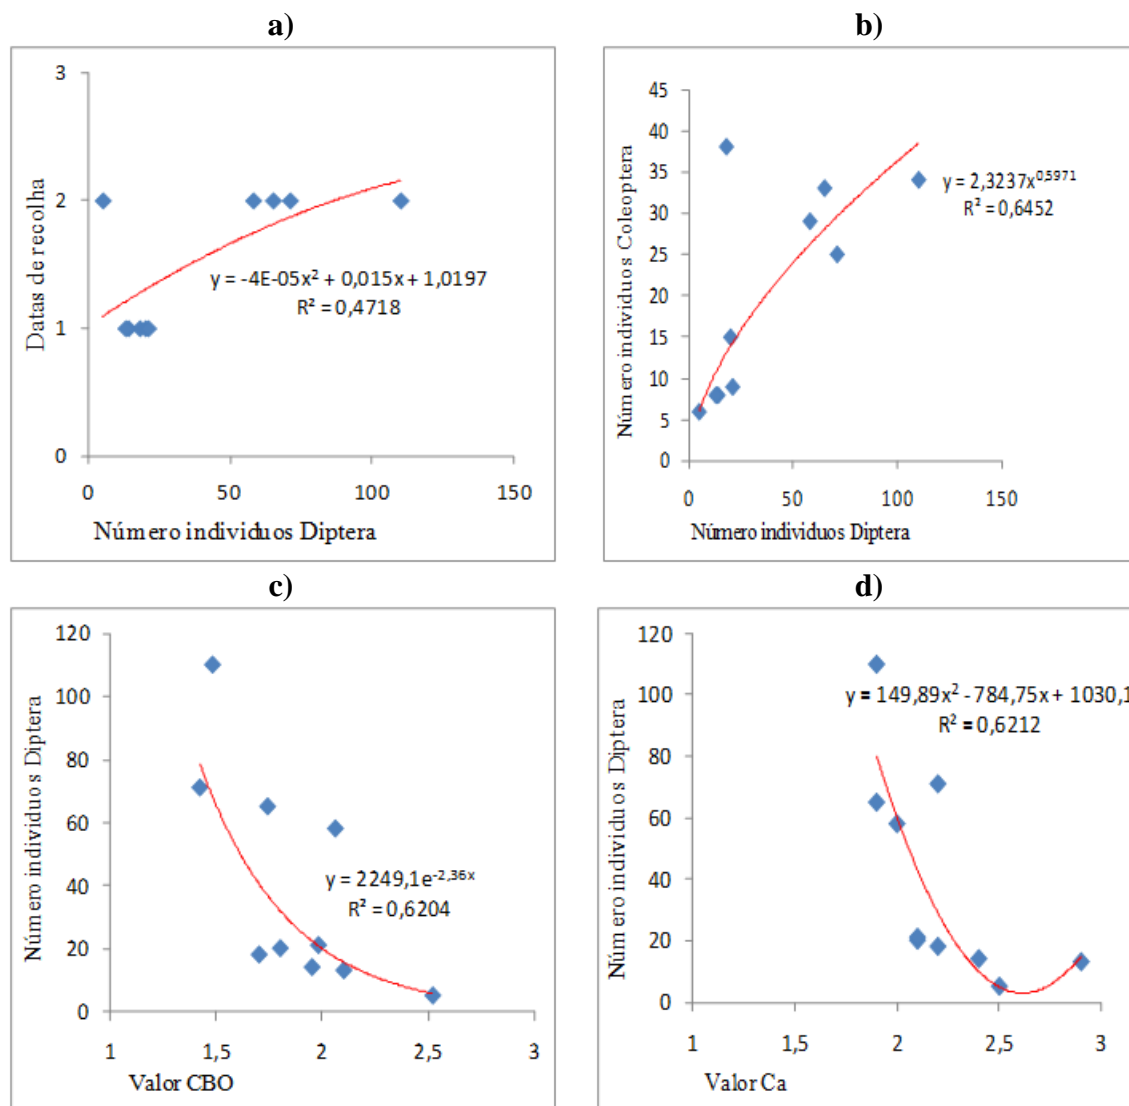 a)
3
2
1
0
Datas de recolha
y = -4E-05x² + 0,015x + 1,0197
R² = 0,4718
0 50 100 150
Número individuos Diptera
b)
45
40
35
30
25
20
15
10
5
0
Número individuos Coleoptera
y = 2,3237x^0,5971
R² = 0,6452
0 50 100 150
Número individuos Diptera
c)
120
100
80
60
40
20
0
Número individuos Diptera
y = 2249,1e^-2,36x
R² = 0,6204
1 1,5 2 2,5 3
Valor CBO
d)
120
100
80
60
40
20
0
Número individuos Diptera
y = 149,89x² - 784,75x + 1030,1
R² = 0,6212
1 1,5 2 2,5 3
Valor Ca